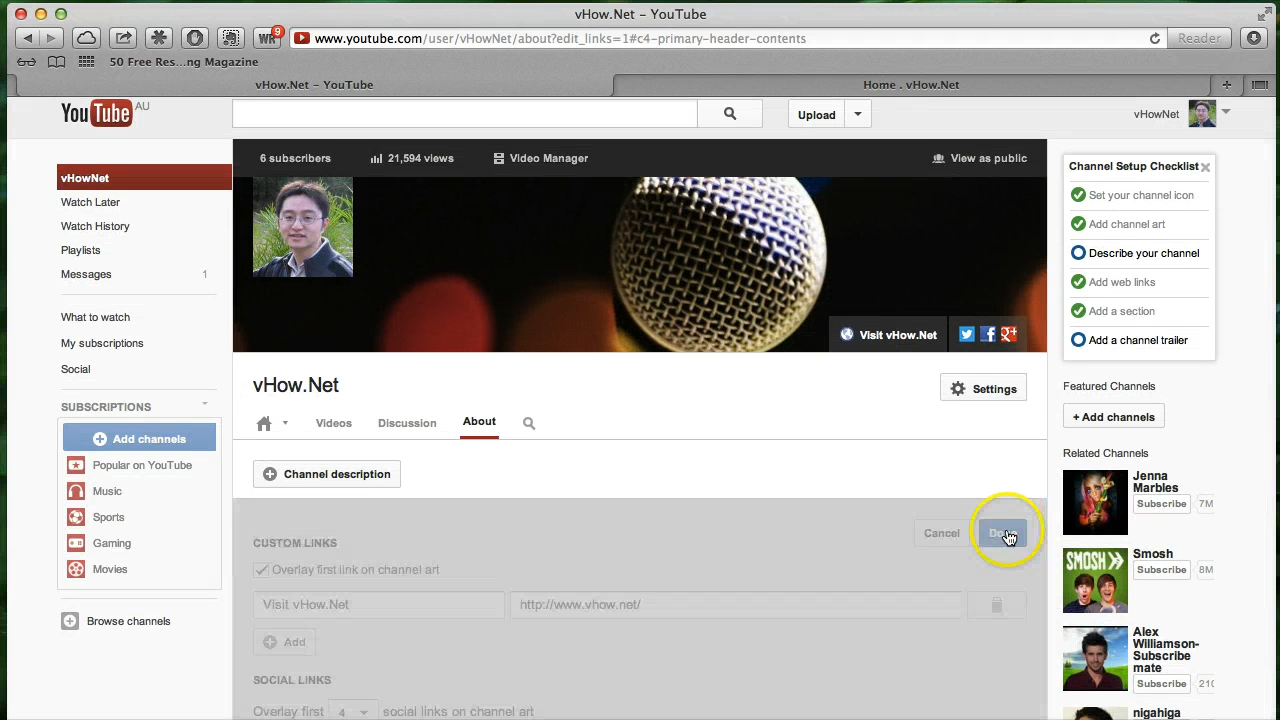 vHow.Net – YouTube
WR
9
www.youtube.com/user/vHowNet/about?edit_links=1#c4-primary-header-contents
Reader
50 Free Res...ng Magazine
vHow.Net – YouTube
Home . vHow.Net
YouTube AU
Upload
vHowNet
6 subscribers
21,594 views
Video Manager
View as public
vHowNet
Watch Later
Watch History
Playlists
Messages 1
What to watch
My subscriptions
Social
SUBSCRIPTIONS
Add channels
Popular on YouTube
Music
Sports
Gaming
Movies
Browse channels
Visit vHow.Net
vHow.Net
Settings
Videos
Discussion
About
Channel description
Cancel
CUSTOM LINKS
Overlay first link on channel art
Visit vHow.Net
http://www.vhow.net/
Add
SOCIAL LINKS
Overlay first 4 social links on channel art
Channel Setup Checklist
Set your channel icon
Add channel art
Describe your channel
Add web links
Add a section
Add a channel trailer
Featured Channels
+ Add channels
Related Channels
Jenna
Marbles
Subscribe 7M
SMOSH
Smosh
Subscribe 8M
Alex
Williamson-
Subscribe
mate
Subscribe 210
nigahiga